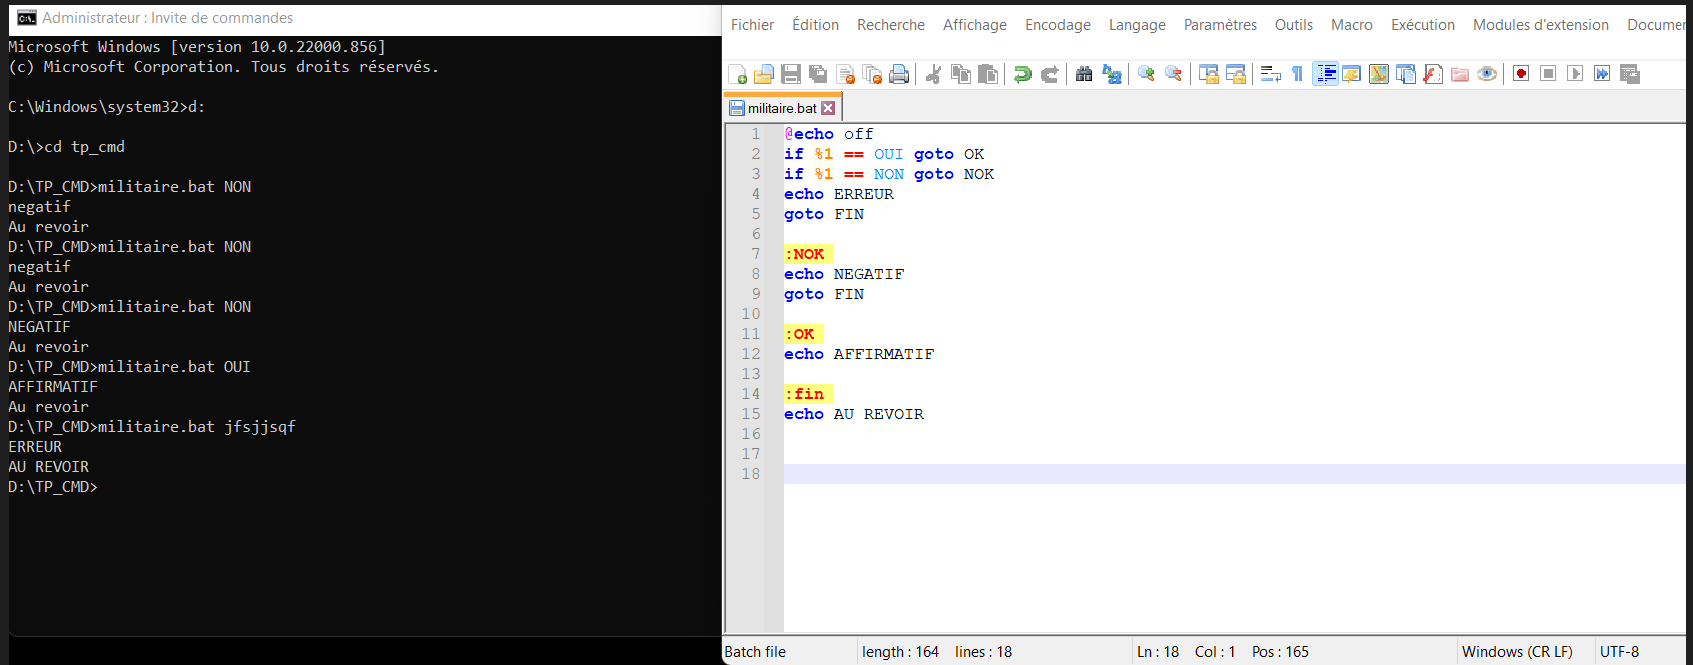 Administrateur : Invite de commandes
Microsoft Windows [version 10.0.22000.856]
(c) Microsoft Corporation. Tous droits réservés.
C:\Windows\system32>d:
D:\>cd tp_cmd
D:\TP_CMD>militaire.bat NON
negatif
Au revoir
D:\TP_CMD>militaire.bat NON
negatif
Au revoir
D:\TP_CMD>militaire.bat NON
NEGATIF
Au revoir
D:\TP_CMD>militaire.bat OUI
AFFIRMATIF
Au revoir
D:\TP_CMD>militaire.bat jfsjjsqf
ERREUR
AU REVOIR
D:\TP_CMD>
Fichier Édition Recherche Affichage Encodage Langage Paramètres Outils Macro Exécution Modules d'extension Documer
militaire.bat
1 @echo off
2 if %1 == OUI goto OK
3 if %1 == NON goto NOK
4 echo ERREUR
5 goto FIN
6
7 :NOK
8 echo NEGATIF
9 goto FIN
10
11 :OK
12 echo AFFIRMATIF
13
14 :fin
15 echo AU REVOIR
16
17
18
Batch file length : 164 lines : 18 Ln : 18 Col : 1 Pos : 165 Windows (CR LF) UTF-8